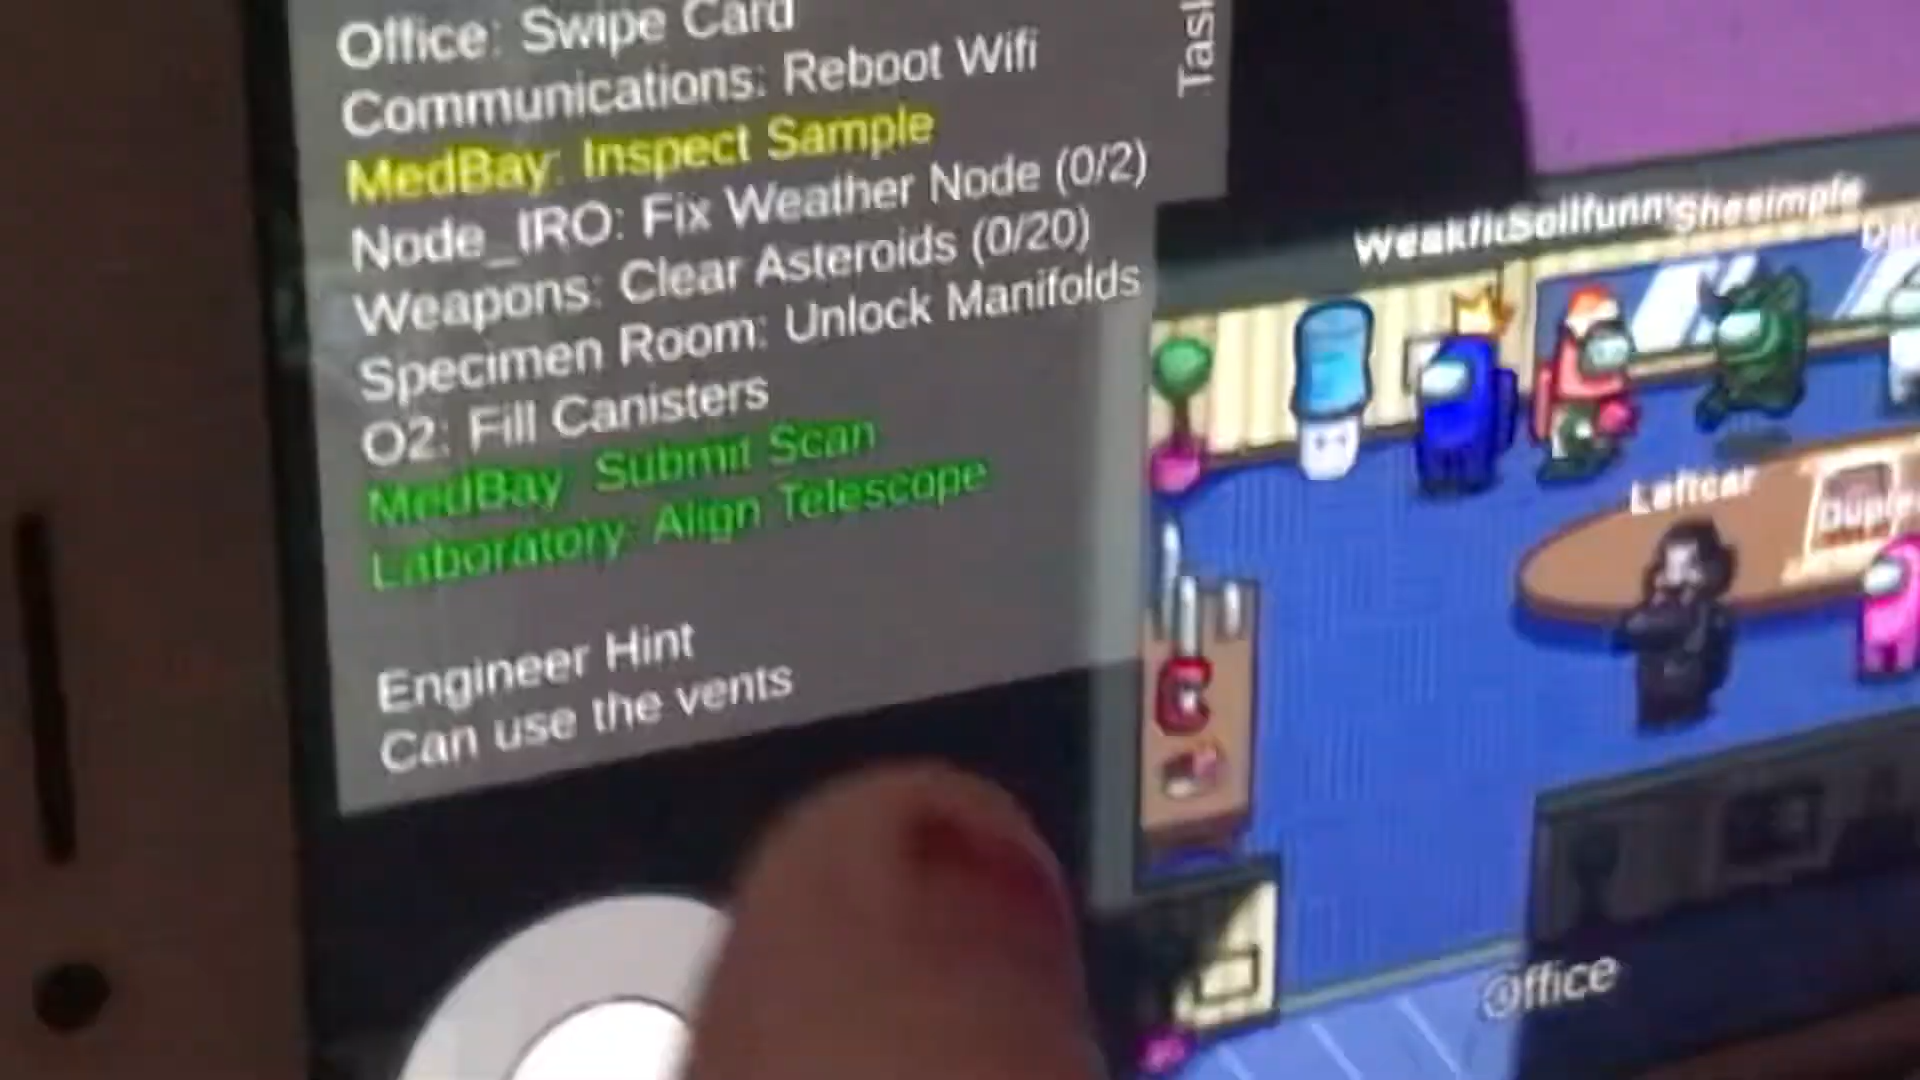 Office: Swipe Card
Communications: Reboot Wifi
MedBay: Inspect Sample
Node_IRO: Fix Weather Node (0/2)
Weapons: Clear Asteroids (0/20)
Specimen Room: Unlock Manifolds
O2: Fill Canisters
MedBay: Submit Scan
Laboratory: Align Telescope
Engineer Hint
Can use the vents
Shesimple
Leftcar
Office